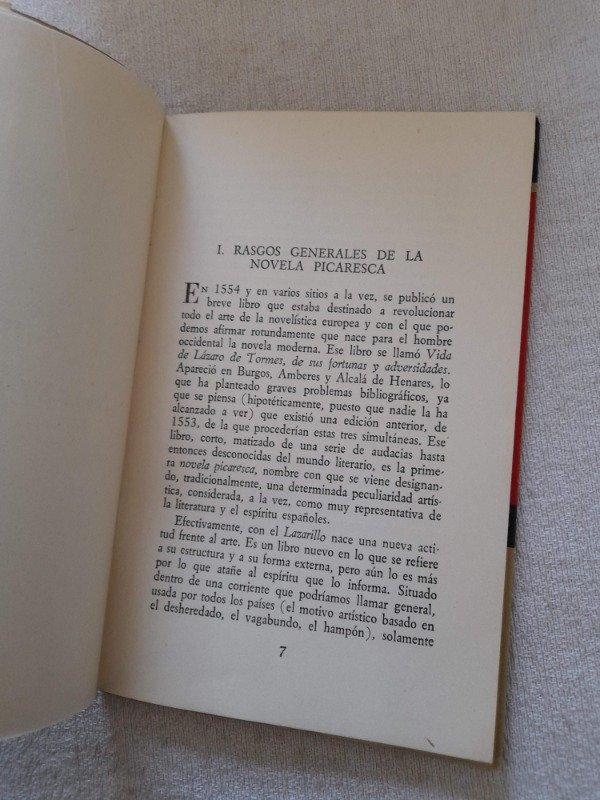 I. RASGOS GENERALES DE LA
NOVELA PICARESCA
EN 1554 y en varios sitios a la vez, se publicó un
breve libro que estaba destinado a revolucionar
todo el arte de la novelística europea y con el que po-
demos afirmar rotundamente que nace para el hombre
occidental la novela moderna. Ese libro se llamó Vida
de Lázaro de Tormes, de sus fortunas y adversidades.
Apareció en Burgos, Amberes y Alcalá de Henares, lo
que ha planteado graves problemas bibliográficos, ya
que se piensa (hipotéticamente, puesto que nadie la ha
alcanzado a ver) que existió una edición anterior, de
1553, de la que procederían estas tres simultáneas. Ese
libro, corto, matizado de una serie de audacias hasta
entonces desconocidas del mundo literario, es la prime-
ra novela picaresca, nombre con que se viene designan-
do, tradicionalmente, una determinada peculiaridad artís-
tica, considerada, a la vez, como muy representativa de
la literatura y el espíritu españoles.
Efectivamente, con el Lazarillo nace una nueva acti-
tud frente al arte. Es un libro nuevo en lo que se refiere
a su estructura y a su forma externa, pero aún lo es más
por lo que atañe al espíritu que lo informa. Situado
dentro de una corriente que podríamos llamar general,
usada por todos los países (el motivo artístico basado en
el desheredado, el vagabundo, el hampón), solamente
7